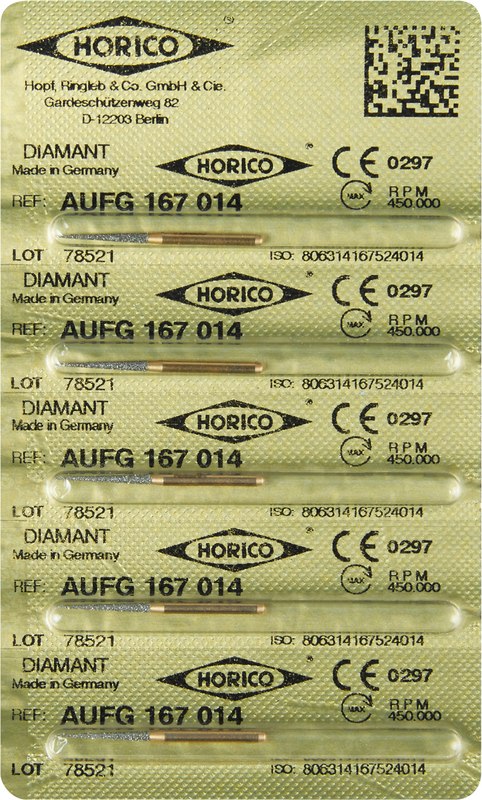 HORICO ®
Hopf, Ringleb & Co. GmbH & Cie.
Gardeschützenweg 82
D-12203 Berlin
DIAMANT
Made in Germany
HORICO ®
CE 0297
REF: AUFG 167 014
MAX. RPM
450.000
LOT 78521 ISO: 806314167524014
DIAMANT
Made in Germany
HORICO ®
CE 0297
REF: AUFG 167 014
MAX. RPM
450.000
LOT 78521 ISO: 806314167524014
DIAMANT
Made in Germany
HORICO ®
CE 0297
REF: AUFG 167 014
MAX. RPM
450.000
LOT 78521 ISO: 806314167524014
DIAMANT
Made in Germany
HORICO ®
CE 0297
REF: AUFG 167 014
MAX. RPM
450.000
LOT 78521 ISO: 806314167524014
DIAMANT
Made in Germany
HORICO ®
CE 0297
REF: AUFG 167 014
MAX. RPM
450.000
LOT 78521 ISO: 806314167524014